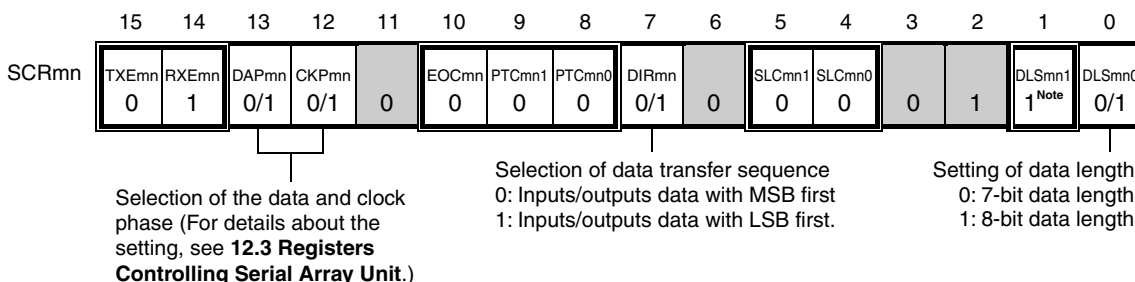 15 14 13 12 11 10 9 8 7 6 5 4 3 2 1 0
SCRmn
TXEmn RXEmn DAPmn CKPmn EOCmn PTCmn1 PTCmn0 DIRmn SLCmn1 SLCmn0 DLSmn1 DLSmn0
0 1 0/1 0/1 0 0 0 0 0/1 0 0 0 0 1 1Note 0/1
Selection of the data and clock
phase (For details about the
setting, see 12.3 Registers
Controlling Serial Array Unit.)
Selection of data transfer sequence
0: Inputs/outputs data with MSB first
1: Inputs/outputs data with LSB first.
Setting of data length
0: 7-bit data length
1: 8-bit data length